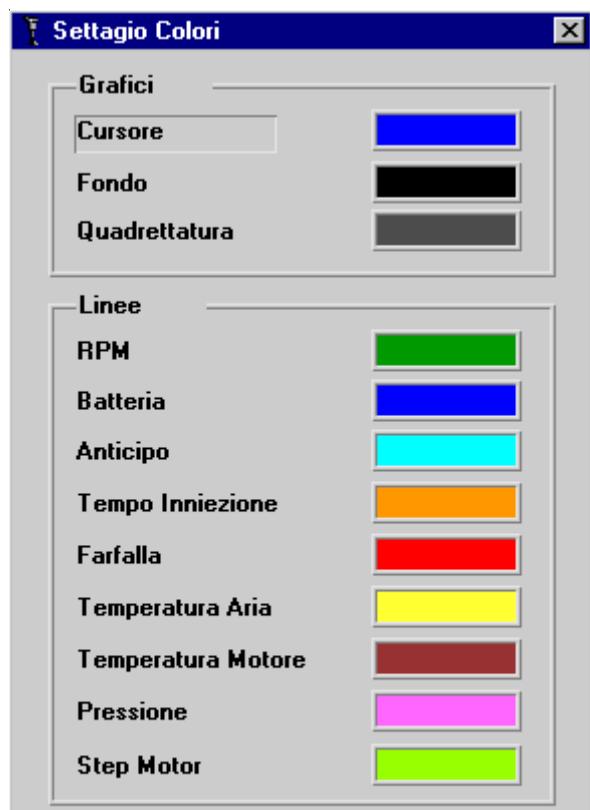 Settagio Colori
Grafici
Cursore
Fondo
Quadrettatura
Linee
RPM
Batteria
Anticipo
Tempo Inniezione
Farfalla
Temperatura Aria
Temperatura Motore
Pressione
Step Motor